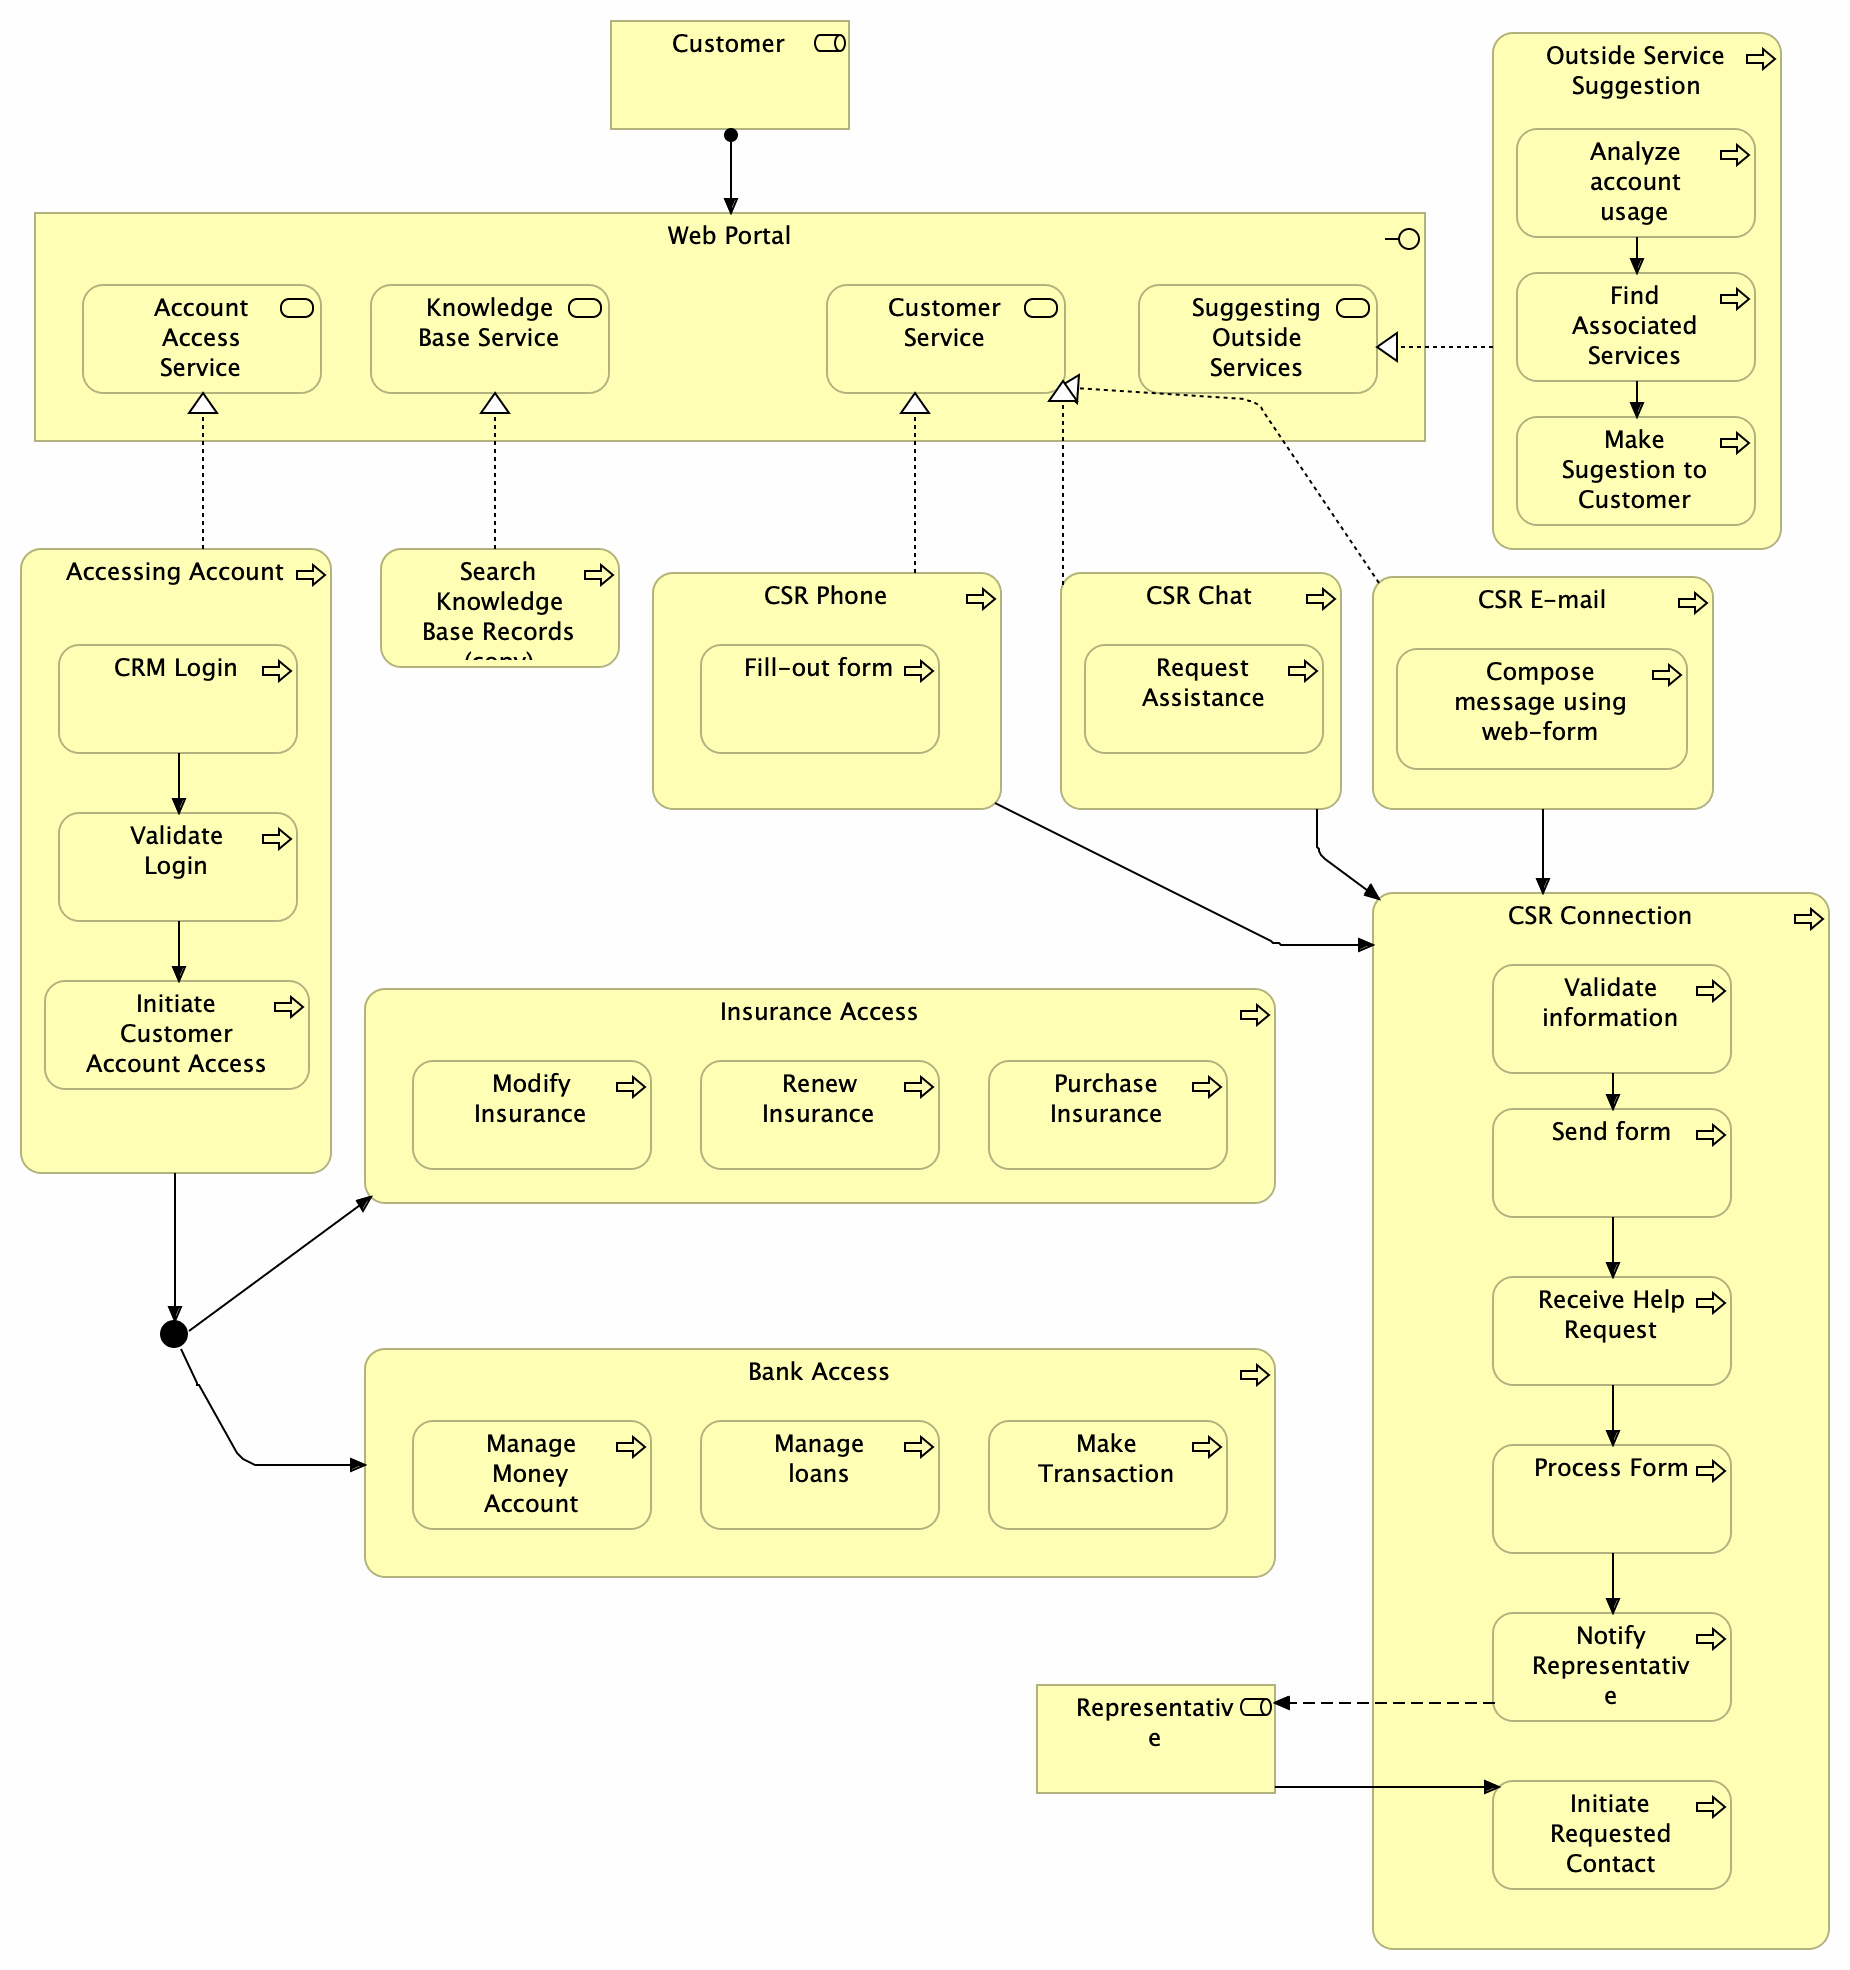 Customer
Outside Service
Suggestion
Analyze
account
usage
Find
Associated
Services
Make
Sugestion to
Customer
Web Portal
Account
Access
Service
Knowledge
Base Service
Customer
Service
Suggesting
Outside
Services
Accessing Account
CRM Login
Validate
Login
Initiate
Customer
Account Access
Search
Knowledge
Base Records
(copy)
CSR Phone
Fill-out form
CSR Chat
Request
Assistance
CSR E-mail
Compose
message using
web-form
CSR Connection
Validate
information
Send form
Receive Help
Request
Process Form
Notify
Representativ
e
Initiate
Requested
Contact
Insurance Access
Modify
Insurance
Renew
Insurance
Purchase
Insurance
Bank Access
Manage
Money
Account
Manage
loans
Make
Transaction
Representativ
e